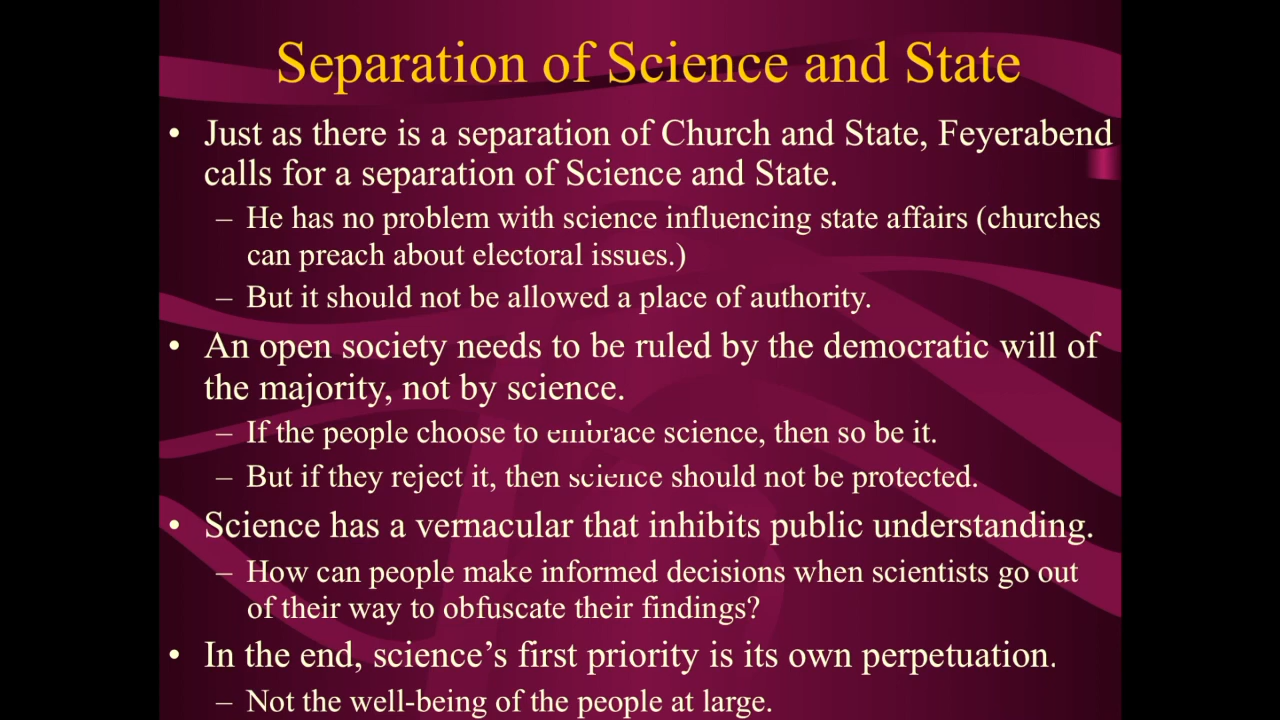 Separation of Science and State
• Just as there is a separation of Church and State, Feyerabend
calls for a separation of Science and State.
– He has no problem with science influencing state affairs (churches
can preach about electoral issues.)
– But it should not be allowed a place of authority.
• An open society needs to be ruled by the democratic will of
the majority, not by science.
– If the people choose to embrace science, then so be it.
– But if they reject it, then science should not be protected.
• Science has a vernacular that inhibits public understanding.
– How can people make informed decisions when scientists go out
of their way to obfuscate their findings?
• In the end, science’s first priority is its own perpetuation.
– Not the well-being of the people at large.